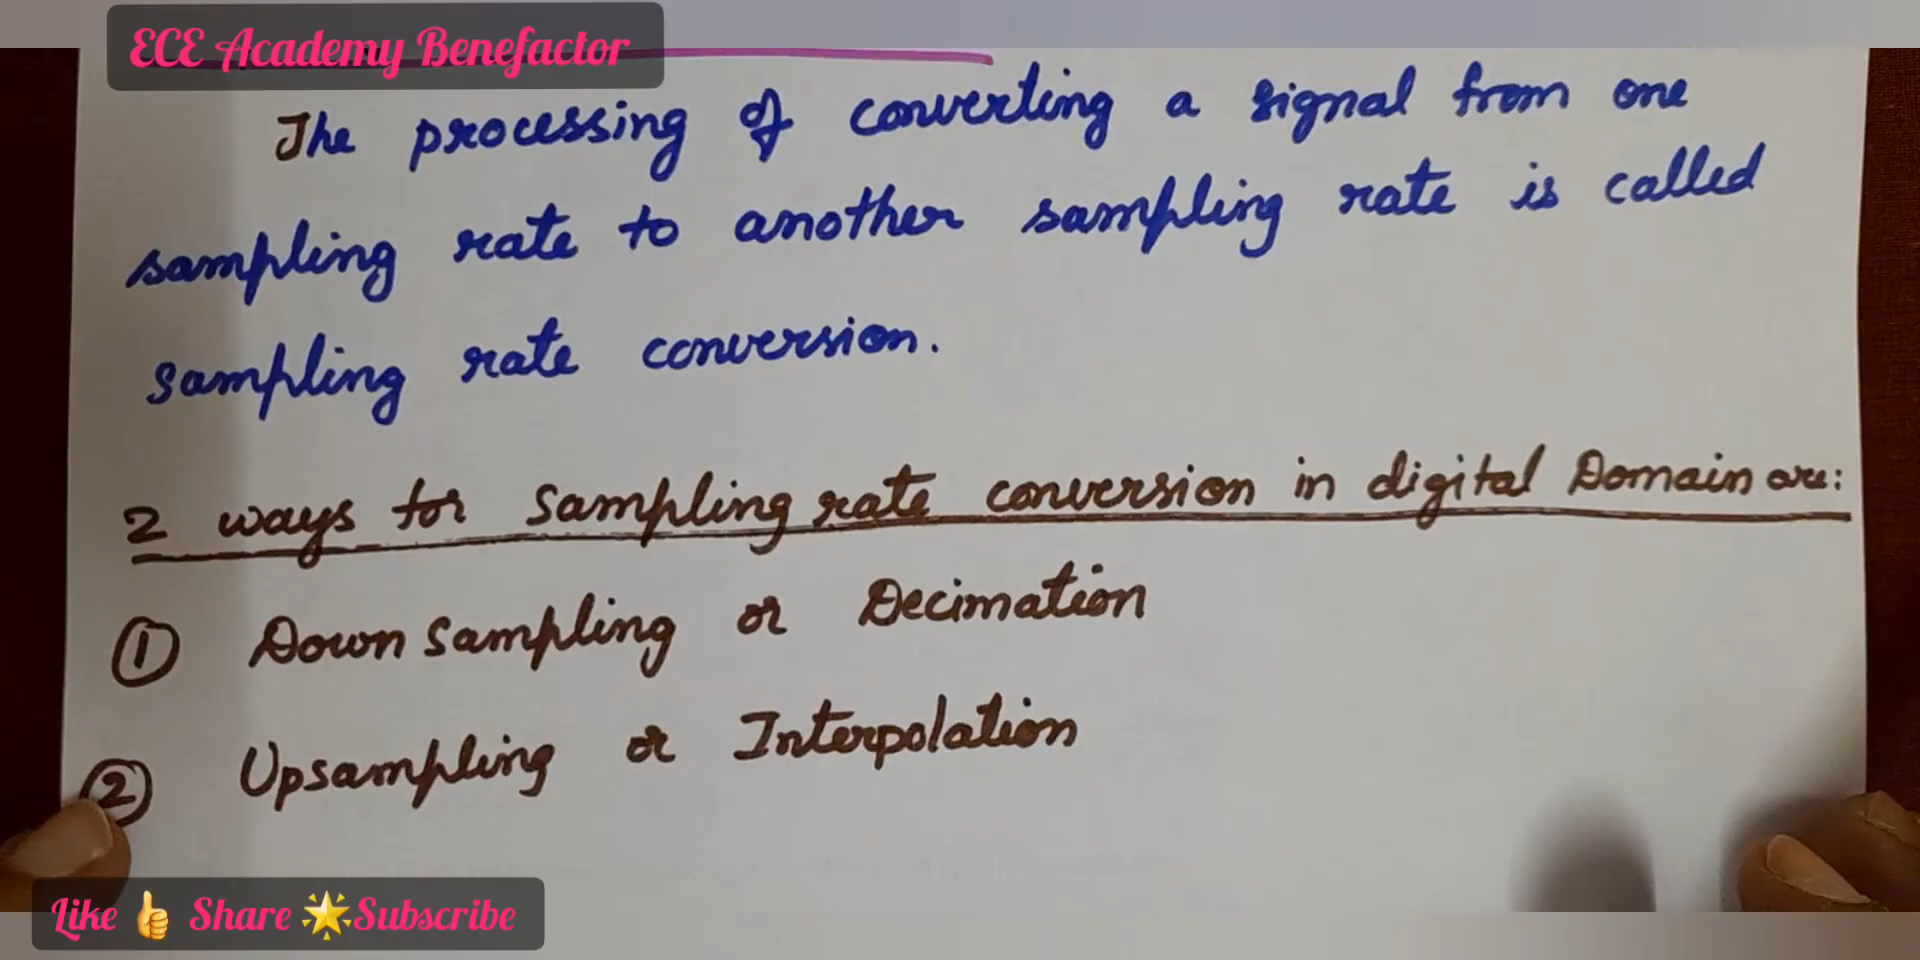 ECE Academy Benefactor
The processing of converting a signal from one
sampling rate to another sampling rate is called
sampling rate conversion.
2 ways for Sampling rate conversion in digital Domain are:
① Down Sampling or Decimation
② Upsampling or Interpolation
Like 👍 Share 🌟Subscribe